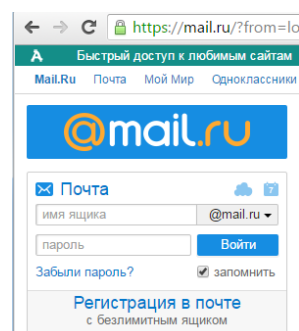 https://mail.ru/?from=lo
Быстрый доступ к любимым сайтам
Mail.Ru Почта Мой Мир Одноклассники
@mail.ru
Почта 7
имя ящика @mail.ru
пароль Войти
Забыли пароль? запомнить
Регистрация в почте
с безлимитным ящиком